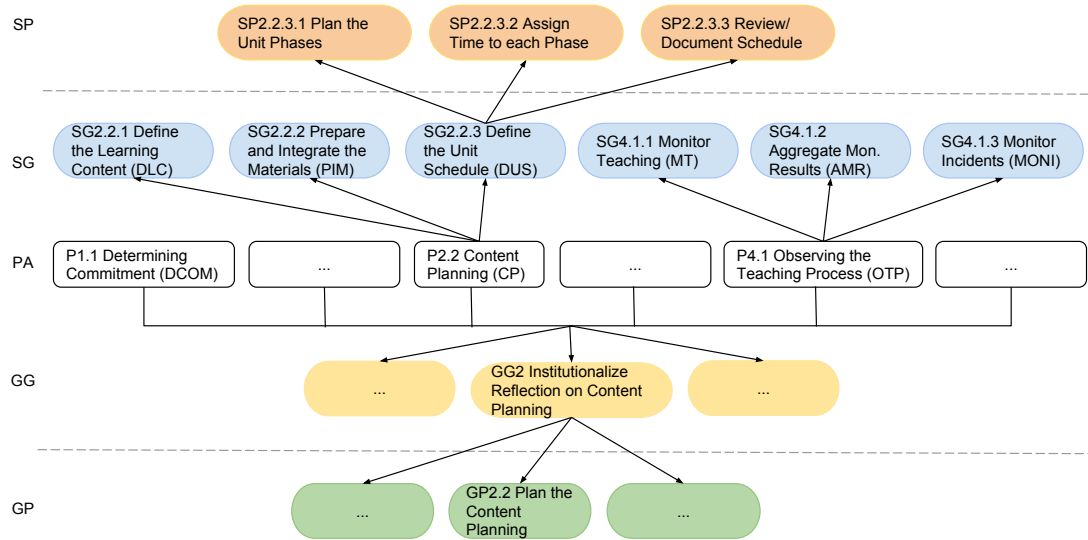 SP
SP2.2.3.1 Plan the
Unit Phases
SP2.2.3.2 Assign
Time to each Phase
SP2.2.3.3 Review/
Document Schedule
SG
SG2.2.1 Define
the Learning
Content (DLC)
SG2.2.2 Prepare
and Integrate the
Materials (PIM)
SG2.2.3 Define
the Unit
Schedule (DUS)
SG4.1.1 Monitor
Teaching (MT)
SG4.1.2
Aggregate Mon.
Results (AMR)
SG4.1.3 Monitor
Incidents (MONI)
PA
P1.1 Determining
Commitment (DCOM)
...
P2.2 Content
Planning (CP)
...
P4.1 Observing the
Teaching Process (OTP)
...
GG
...
GG2 Institutionalize
Reflection on Content
Planning
...
GP
...
GP2.2 Plan the
Content
Planning
...